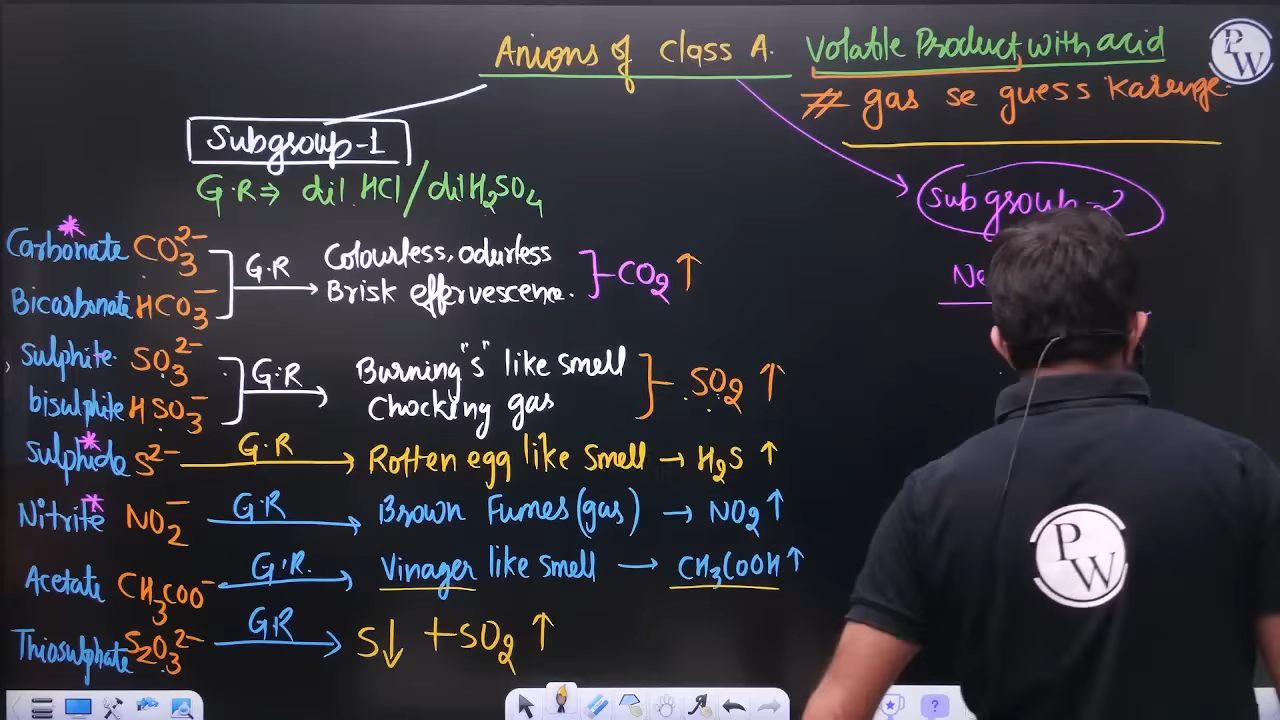 Anions of Class A. Volatile Product with acid
# gas se guess Karenge.
Subgroup-1
G.R ⇒ dil. HCl / dil H2SO4
Subgroup-2
Carbonate CO3^2-
Bicarbonate HCO3^-
G.R
Colourless, odurless
Brisk effervescence.
CO2 ↑
Sulphite SO3^2-
bisulphite HSO3^-
G.R
Burning "s" like smell
Chocking gas
SO2 ↑
Sulphide S^2- G.R Rotten egg like smell → H2S ↑
Nitrite NO2^- G.R Brown Fumes (gas) → NO2 ↑
Acetate CH3COO^- G.R. Vinager like smell → CH3COOH ↑
Thiosulphate S2O3^2- G.R S↓ + SO2 ↑
PW
PW